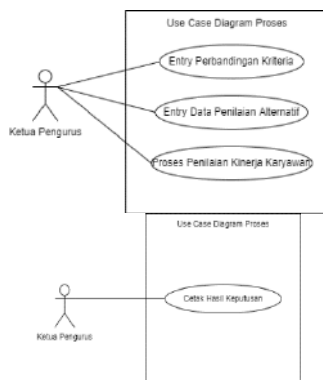 Use Case Diagram Proses
Entry Perbandingan Kriteria
Entry Data Penilaian Alternatif
Ketua Pengurus
Proses Penilaian Kinerja Karyawan
Use Case Diagram Proses
Cetak Hasil Keputusan
Ketua Pengurus